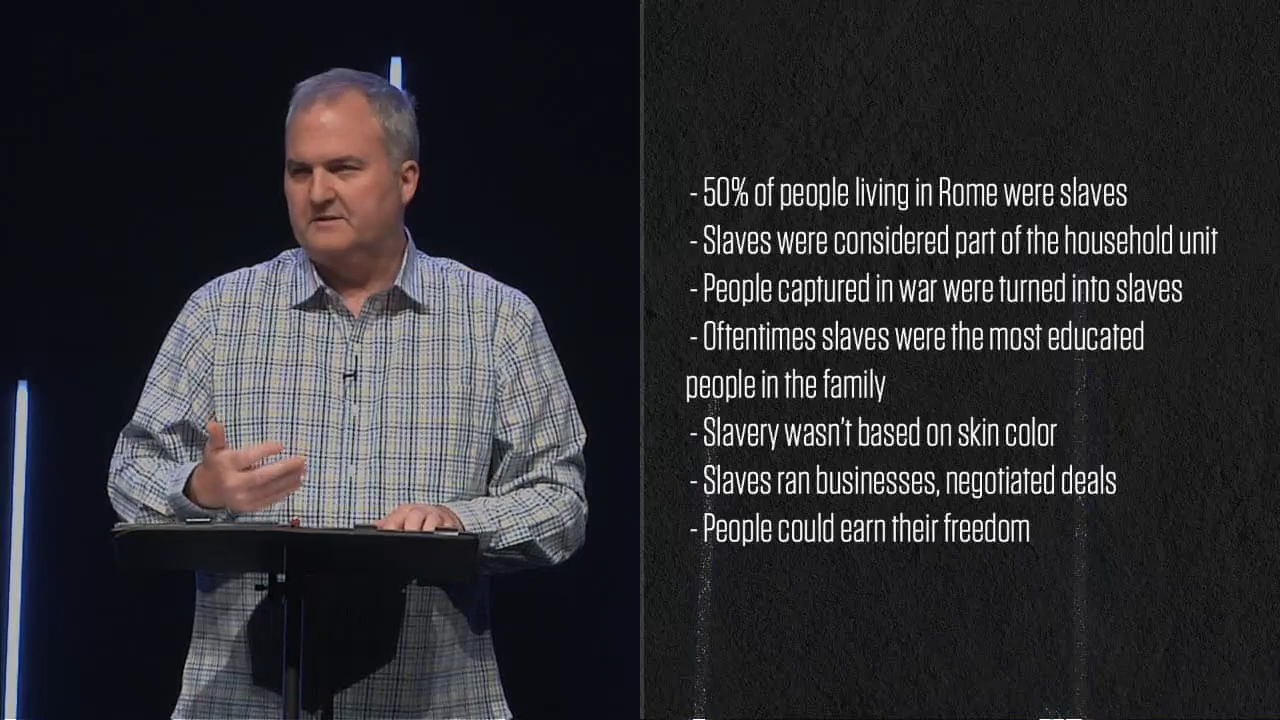 - 50% of people living in Rome were slaves
- Slaves were considered part of the household unit
- People captured in war were turned into slaves
- Oftentimes slaves were the most educated
people in the family
- Slavery wasn't based on skin color
- Slaves ran businesses, negotiated deals
- People could earn their freedom